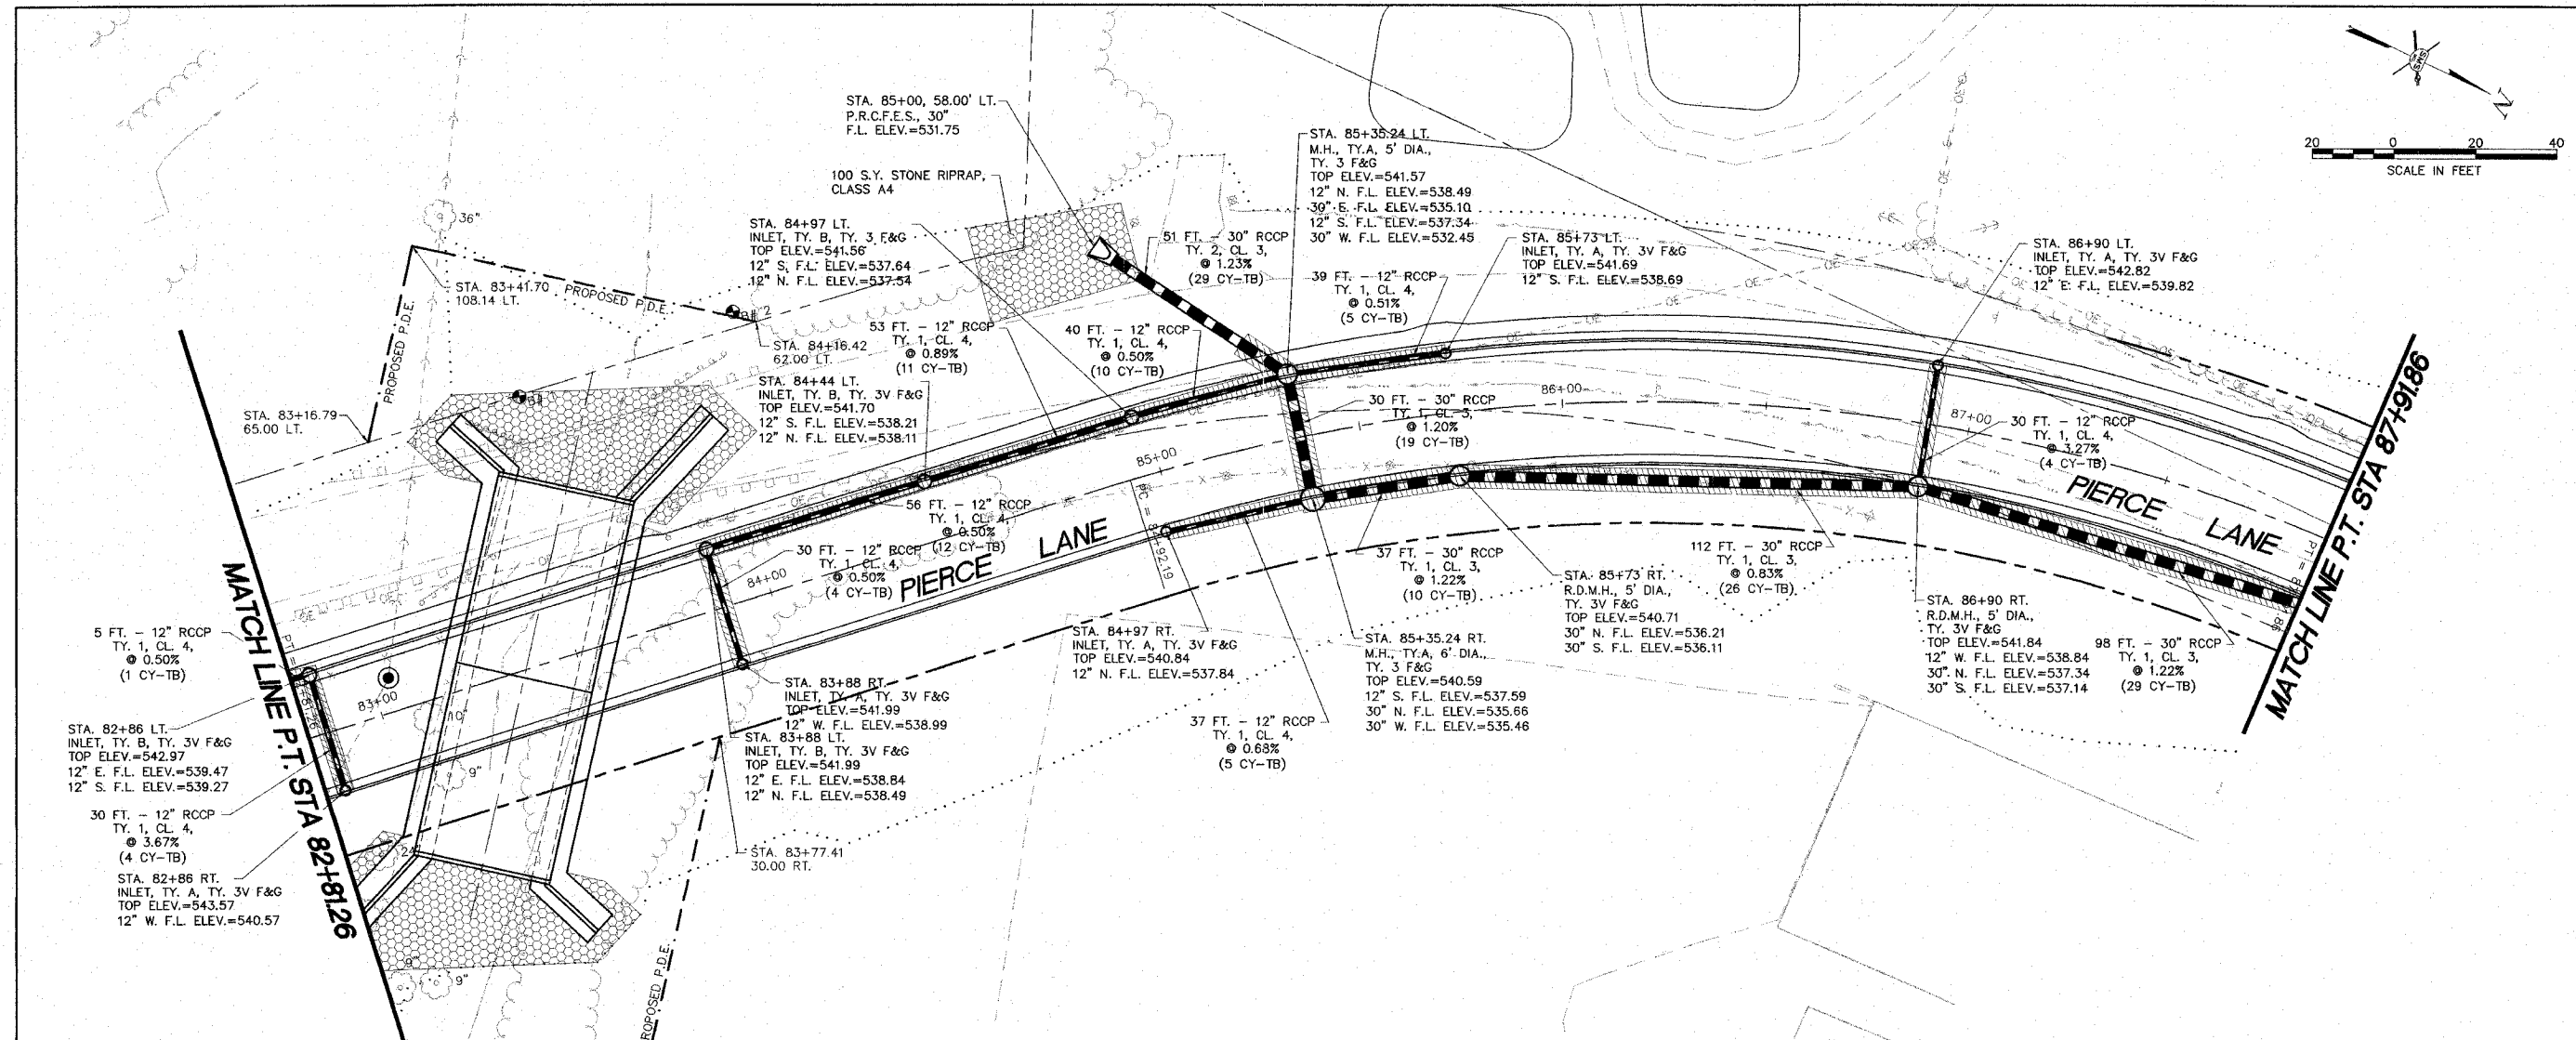 STA. 85+00, 58.00' LT.
P.R.C.F.E.S., 30"
F.L. ELEV.=531.75
100 S.Y. STONE RIPRAP,
CLASS A4
STA. 84+97 LT.
INLET, TY. B, TY. 3 F&G
TOP ELEV.=541.56
12" S. F.L. ELEV.=537.64
12" N. F.L. ELEV.=537.54
STA. 85+35.24 LT.
M.H., TY.A, 5' DIA.,
TY. 3 F&G
TOP ELEV.=541.57
12" N. F.L. ELEV.=538.49
30" E. F.L. ELEV.=535.10
12" S. F.L. ELEV.=537.34
30" W. F.L. ELEV.=532.45
51 FT. - 30" RCCP
TY. 2, CL. 3,
@ 1.23%
(29 CY-TB)
39 FT. - 12" RCCP
TY. 1, CL. 4,
@ 0.51%
(5 CY-TB)
STA. 85+73 LT.
INLET, TY. A, TY. 3V F&G
TOP ELEV.=541.69
12" S. F.L. ELEV.=538.69
STA. 86+90 LT.
INLET, TY. A, TY. 3V F&G
TOP ELEV.=542.82
12" E. F.L. ELEV.=539.82
N
20 0 20 40
SCALE IN FEET
36"
STA. 83+41.70
108.14 LT.
PROPOSED P.D.E.
PROPOSED P.D.E.
STA. 84+16.42
62.00 LT.
STA. 83+16.79
65.00 LT.
53 FT. - 12" RCCP
TY. 1, CL. 4,
@ 0.89%
(11 CY-TB)
40 FT. - 12" RCCP
TY. 1, CL. 4,
@ 0.50%
(10 CY-TB)
STA. 84+44 LT.
INLET, TY. B, TY. 3V F&G
TOP ELEV.=541.70
12" S. F.L. ELEV.=538.21
12" N. F.L. ELEV.=538.11
30 FT. - 30" RCCP
TY. 1, CL. 3,
@ 1.20%
(19 CY-TB)
86+00
87+00
30 FT. - 12" RCCP
TY. 1, CL. 4,
@ 3.27%
(4 CY-TB)
85+00
56 FT. - 12" RCCP
TY. 1, CL. 4,
@ 0.50%
(12 CY-TB)
30 FT. - 12" RCCP
TY. 1, CL. 4,
@ 0.50%
(4 CY-TB)
84+00
PIERCE LANE
PC = 84+92.19
PIERCE LANE
MATCH LINE P.T. STA 87+91.86
MATCH LINE P.T. STA 82+81.26
83+00
10"
9"
24"
5 FT. - 12" RCCP
TY. 1, CL. 4,
@ 0.50%
(1 CY-TB)
STA. 82+86 LT.
INLET, TY. B, TY. 3V F&G
TOP ELEV.=542.97
12" E. F.L. ELEV.=539.47
12" S. F.L. ELEV.=539.27
30 FT. - 12" RCCP
TY. 1, CL. 4,
@ 3.67%
(4 CY-TB)
STA. 82+86 RT.
INLET, TY. A, TY. 3V F&G
TOP ELEV.=543.57
12" W. F.L. ELEV.=540.57
STA. 83+88 RT.
INLET, TY. A, TY. 3V F&G
TOP ELEV.=541.99
12" W. F.L. ELEV.=538.99
STA. 83+88 LT.
INLET, TY. B, TY. 3V F&G
TOP ELEV.=541.99
12" E. F.L. ELEV.=538.84
12" N. F.L. ELEV.=538.49
STA. 83+77.41
30.00 RT.
STA. 84+97 RT.
INLET, TY. A, TY. 3V F&G
TOP ELEV.=540.84
12" N. F.L. ELEV.=537.84
37 FT. - 12" RCCP
TY. 1, CL. 4,
@ 0.68%
(5 CY-TB)
37 FT. - 30" RCCP
TY. 1, CL. 3,
@ 1.22%
(10 CY-TB)
STA. 85+35.24 RT.
M.H., TY.A, 6' DIA.,
TY. 3 F&G
TOP ELEV.=540.59
12" S. F.L. ELEV.=537.59
30" N. F.L. ELEV.=535.66
30" W. F.L. ELEV.=535.46
STA. 85+73 RT.
R.D.M.H., 5' DIA.,
TY. 3V F&G
TOP ELEV.=540.71
30" N. F.L. ELEV.=536.21
30" S. F.L. ELEV.=536.11
112 FT. - 30" RCCP
TY. 1, CL. 3,
@ 0.83%
(26 CY-TB)
STA. 86+90 RT.
R.D.M.H., 5' DIA.,
TY. 3V F&G
TOP ELEV.=541.84
12" W. F.L. ELEV.=538.84
30" N. F.L. ELEV.=537.34
30" S. F.L. ELEV.=537.14
98 FT. - 30" RCCP
TY. 1, CL. 3,
@ 1.22%
(29 CY-TB)
9"
9"